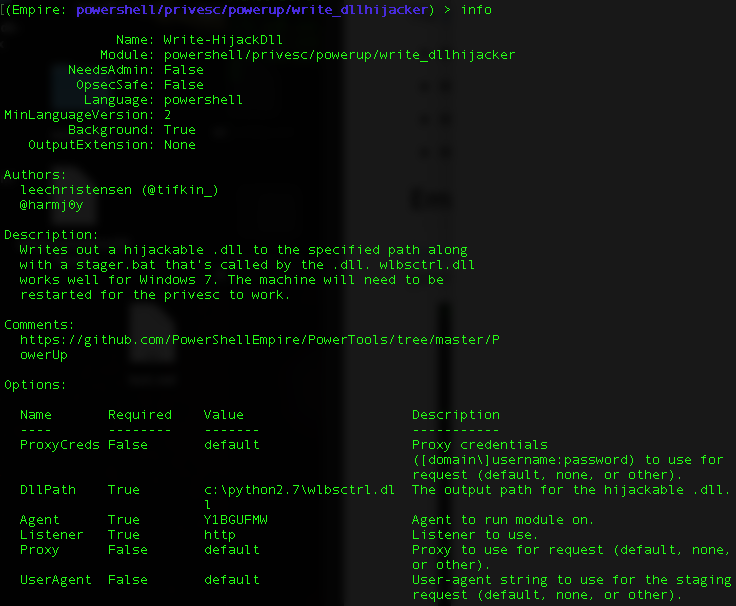 [(Empire: powershell/privesc/powerup/write_dllhijacker) > info
Name: Write-HijackDll
Module: powershell/privesc/powerup/write_dllhijacker
NeedsAdmin: False
OpsecSafe: False
Language: powershell
MinLanguageVersion: 2
Background: True
OutputExtension: None
Authors:
leechristensen (@tifkin_)
@harmj0y
Description:
Writes out a hijackable .dll to the specified path along
with a stager.bat that's called by the .dll. wlbsctrl.dll
works well for Windows 7. The machine will need to be
restarted for the privesc to work.
Comments:
https://github.com/PowerShellEmpire/PowerTools/tree/master/P
owerUp
Options:
Name Required Value Description
---- -------- ------- -----------
ProxyCreds False default Proxy credentials
([domain\]username:password) to use for
request (default, none, or other).
DllPath True c:\python2.7\wlbsctrl.dl The output path for the hijackable .dll.
l
Agent True Y1BGUFMW Agent to run module on.
Listener True http Listener to use.
Proxy False default Proxy to use for request (default, none,
or other).
UserAgent False default User-agent string to use for the staging
request (default, none, or other).